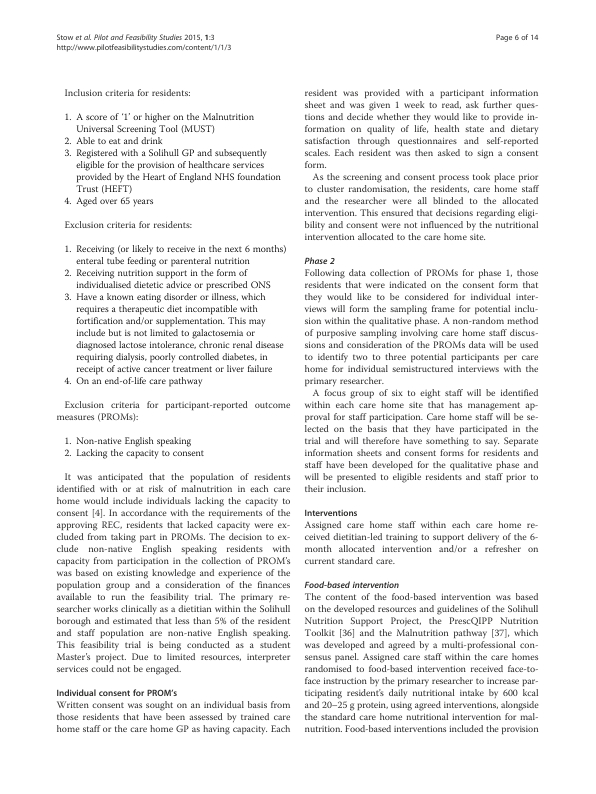 Stow et al. Pilot and Feasibility Studies 2015, 1:3
http://www.pilotfeasibilitystudies.com/content/1/1/3
Page 6 of 14
Inclusion criteria for residents:
1. A score of ‘1’ or higher on the Malnutrition
Universal Screening Tool (MUST)
2. Able to eat and drink
3. Registered with a Solihull GP and subsequently
eligible for the provision of healthcare services
provided by the Heart of England NHS foundation
Trust (HEFT)
4. Aged over 65 years
Exclusion criteria for residents:
1. Receiving (or likely to receive in the next 6 months)
enteral tube feeding or parenteral nutrition
2. Receiving nutrition support in the form of
individualised dietetic advice or prescribed ONS
3. Have a known eating disorder or illness, which
requires a therapeutic diet incompatible with
fortification and/or supplementation. This may
include but is not limited to galactosemia or
diagnosed lactose intolerance, chronic renal disease
requiring dialysis, poorly controlled diabetes, in
receipt of active cancer treatment or liver failure
4. On an end-of-life care pathway
Exclusion criteria for participant-reported outcome
measures (PROMs):
1. Non-native English speaking
2. Lacking the capacity to consent
It was anticipated that the population of residents
identified with or at risk of malnutrition in each care
home would include individuals lacking the capacity to
consent [4]. In accordance with the requirements of the
approving REC, residents that lacked capacity were ex-
cluded from taking part in PROMs. The decision to ex-
clude non-native English speaking residents with
capacity from participation in the collection of PROM’s
was based on existing knowledge and experience of the
population group and a consideration of the finances
available to run the feasibility trial. The primary re-
searcher works clinically as a dietitian within the Solihull
borough and estimated that less than 5% of the resident
and staff population are non-native English speaking.
This feasibility trial is being conducted as a student
Master’s project. Due to limited resources, interpreter
services could not be engaged.
Individual consent for PROM’s
Written consent was sought on an individual basis from
those residents that have been assessed by trained care
home staff or the care home GP as having capacity. Each
resident was provided with a participant information
sheet and was given 1 week to read, ask further ques-
tions and decide whether they would like to provide in-
formation on quality of life, health state and dietary
satisfaction through questionnaires and self-reported
scales. Each resident was then asked to sign a consent
form.
As the screening and consent process took place prior
to cluster randomisation, the residents, care home staff
and the researcher were all blinded to the allocated
intervention. This ensured that decisions regarding eligi-
bility and consent were not influenced by the nutritional
intervention allocated to the care home site.
Phase 2
Following data collection of PROMs for phase 1, those
residents that were indicated on the consent form that
they would like to be considered for individual inter-
views will form the sampling frame for potential inclu-
sion within the qualitative phase. A non-random method
of purposive sampling involving care home staff discus-
sions and consideration of the PROMs data will be used
to identify two to three potential participants per care
home for individual semistructured interviews with the
primary researcher.
A focus group of six to eight staff will be identified
within each care home site that has management ap-
proval for staff participation. Care home staff will be se-
lected on the basis that they have participated in the
trial and will therefore have something to say. Separate
information sheets and consent forms for residents and
staff have been developed for the qualitative phase and
will be presented to eligible residents and staff prior to
their inclusion.
Interventions
Assigned care home staff within each care home re-
ceived dietitian-led training to support delivery of the 6-
month allocated intervention and/or a refresher on
current standard care.
Food-based intervention
The content of the food-based intervention was based
on the developed resources and guidelines of the Solihull
Nutrition Support Project, the PrescQIPP Nutrition
Toolkit [36] and the Malnutrition pathway [37], which
was developed and agreed by a multi-professional con-
sensus panel. Assigned care staff within the care homes
randomised to food-based intervention received face-to-
face instruction by the primary researcher to increase par-
ticipating resident’s daily nutritional intake by 600 kcal
and 20–25 g protein, using agreed interventions, alongside
the standard care home nutritional intervention for mal-
nutrition. Food-based interventions included the provision